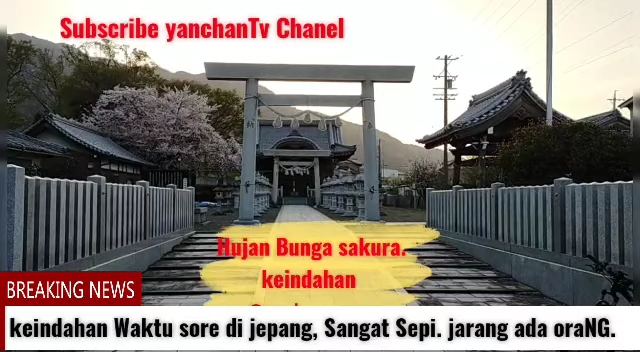 Subscribe yanchanTv Chanel
Hujan Bunga sakura.
keindahan
BREAKING NEWS
keindahan Waktu sore di jepang, Sangat Sepi. jarang ada oraNG.